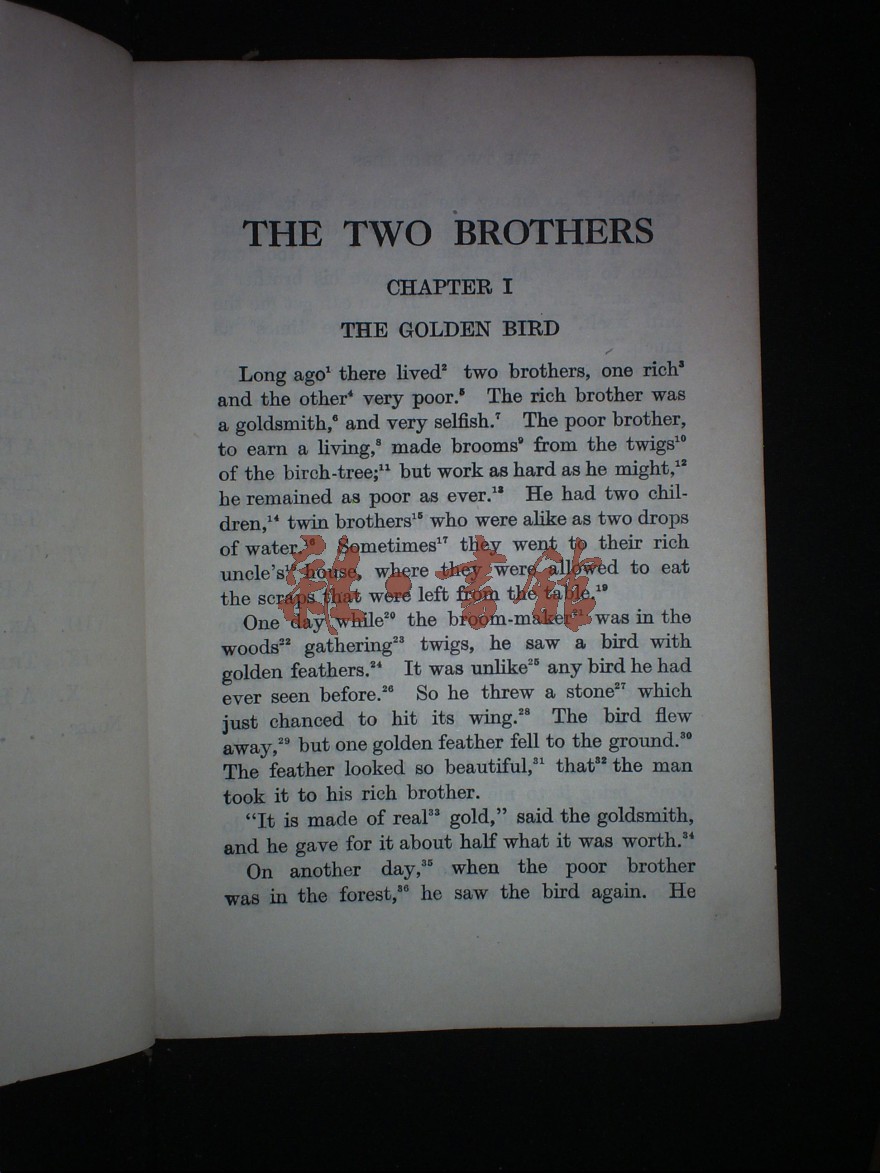 THE TWO BROTHERS
CHAPTER I
THE GOLDEN BIRD
Long ago¹ there lived² two brothers, one rich³
and the other⁴ very poor.⁵ The rich brother was
a goldsmith,⁶ and very selfish.⁷ The poor brother,
to earn a living,⁸ made brooms⁹ from the twigs¹⁰
of the birch-tree;¹¹ but work as hard as he might,¹²
he remained as poor as ever.¹³ He had two chil-
dren,¹⁴ twin brothers¹⁵ who were alike as two drops
of water.¹⁶ Sometimes¹⁷ they went to their rich
uncle's¹⁸ house, where they were allowed to eat
the scraps that were left from the table.¹⁹
One day while²⁰ the broom-maker²¹ was in the
woods²² gathering²³ twigs, he saw a bird with
golden feathers.²⁴ It was unlike²⁵ any bird he had
ever seen before.²⁶ So he threw a stone²⁷ which
just chanced to hit its wing.²⁸ The bird flew
away,²⁹ but one golden feather fell to the ground.³⁰
The feather looked so beautiful,³¹ that³² the man
took it to his rich brother.
"It is made of real³³ gold," said the goldsmith,
and he gave for it about half what it was worth.³⁴
On another day,³⁵ when the poor brother
was in the forest,³⁶ he saw the bird again. He